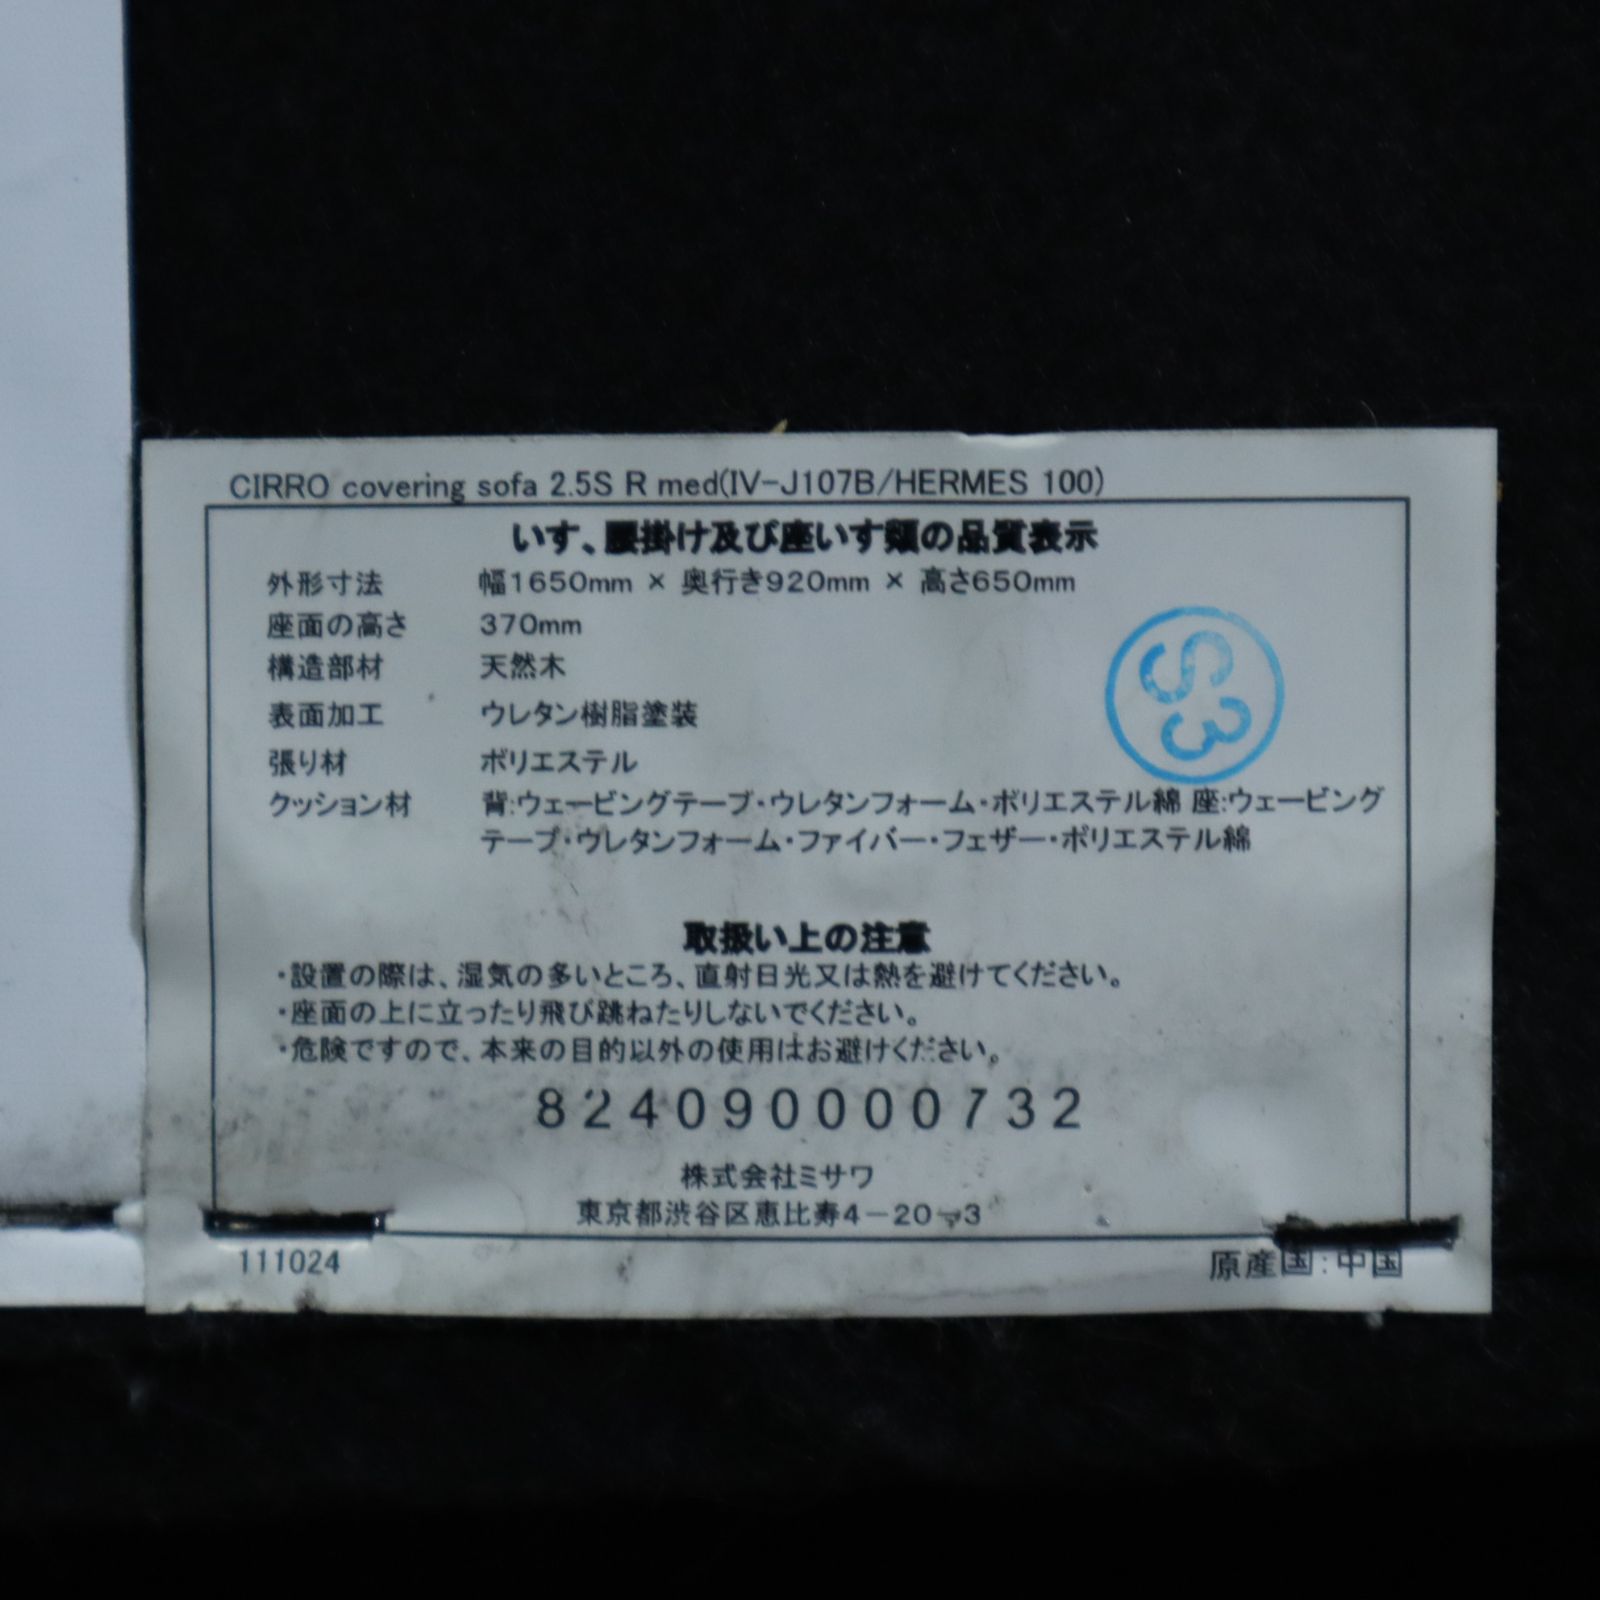 CIRRO covering sofa 2.5S R med(IV-J107B/HERMES 100)
いす、腰掛け及び座いす類の品質表示
外形寸法 幅1650mm × 奥行き920mm × 高さ650mm
座面の高さ 370mm
構造部材 天然木
表面加工 ウレタン樹脂塗装
張り材 ポリエステル
クッション材 背:ウェービングテープ・ウレタンフォーム・ポリエステル綿 座:ウェービング
テープ・ウレタンフォーム・ファイバー・フェザー・ポリエステル綿
S3
取扱い上の注意
・設置の際は、湿気の多いところ、直射日光又は熱を避けてください。
・座面の上に立ったり飛び跳ねたりしないでください。
・危険ですので、本来の目的以外の使用はお避けください。
824090000732
株式会社ミサワ
東京都渋谷区恵比寿4-20-3
111024
原産国:中国